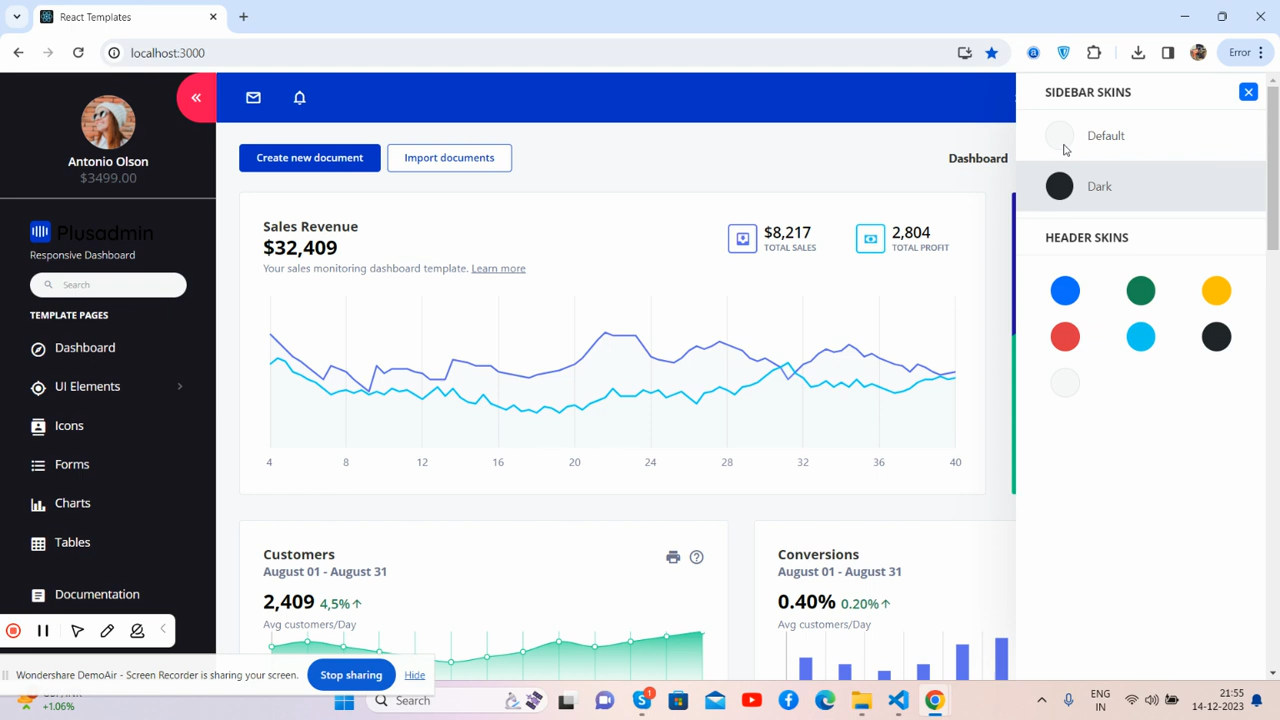 React Templates
localhost:3000
Error
Antonio Olson
$3499.00
Plusadmin
Responsive Dashboard
Search
TEMPLATE PAGES
Dashboard
UI Elements
Icons
Forms
Charts
Tables
Documentation
Create new document
Import documents
Dashboard
Sales Revenue
$32,409
Your sales monitoring dashboard template. Learn more
$8,217
TOTAL SALES
2,804
TOTAL PROFIT
4 8 12 16 20 24 28 32 36 40
Customers
August 01 - August 31
2,409 4,5%↑
Avg customers/Day
Conversions
August 01 - August 31
0.40% 0.20%↑
Avg customers/Day
SIDEBAR SKINS
Default
Dark
HEADER SKINS
Wondershare DemoAir - Screen Recorder is sharing your screen.
Stop sharing
Hide
+1.06%
Search
1
ENG
IN
21:55
14-12-2023